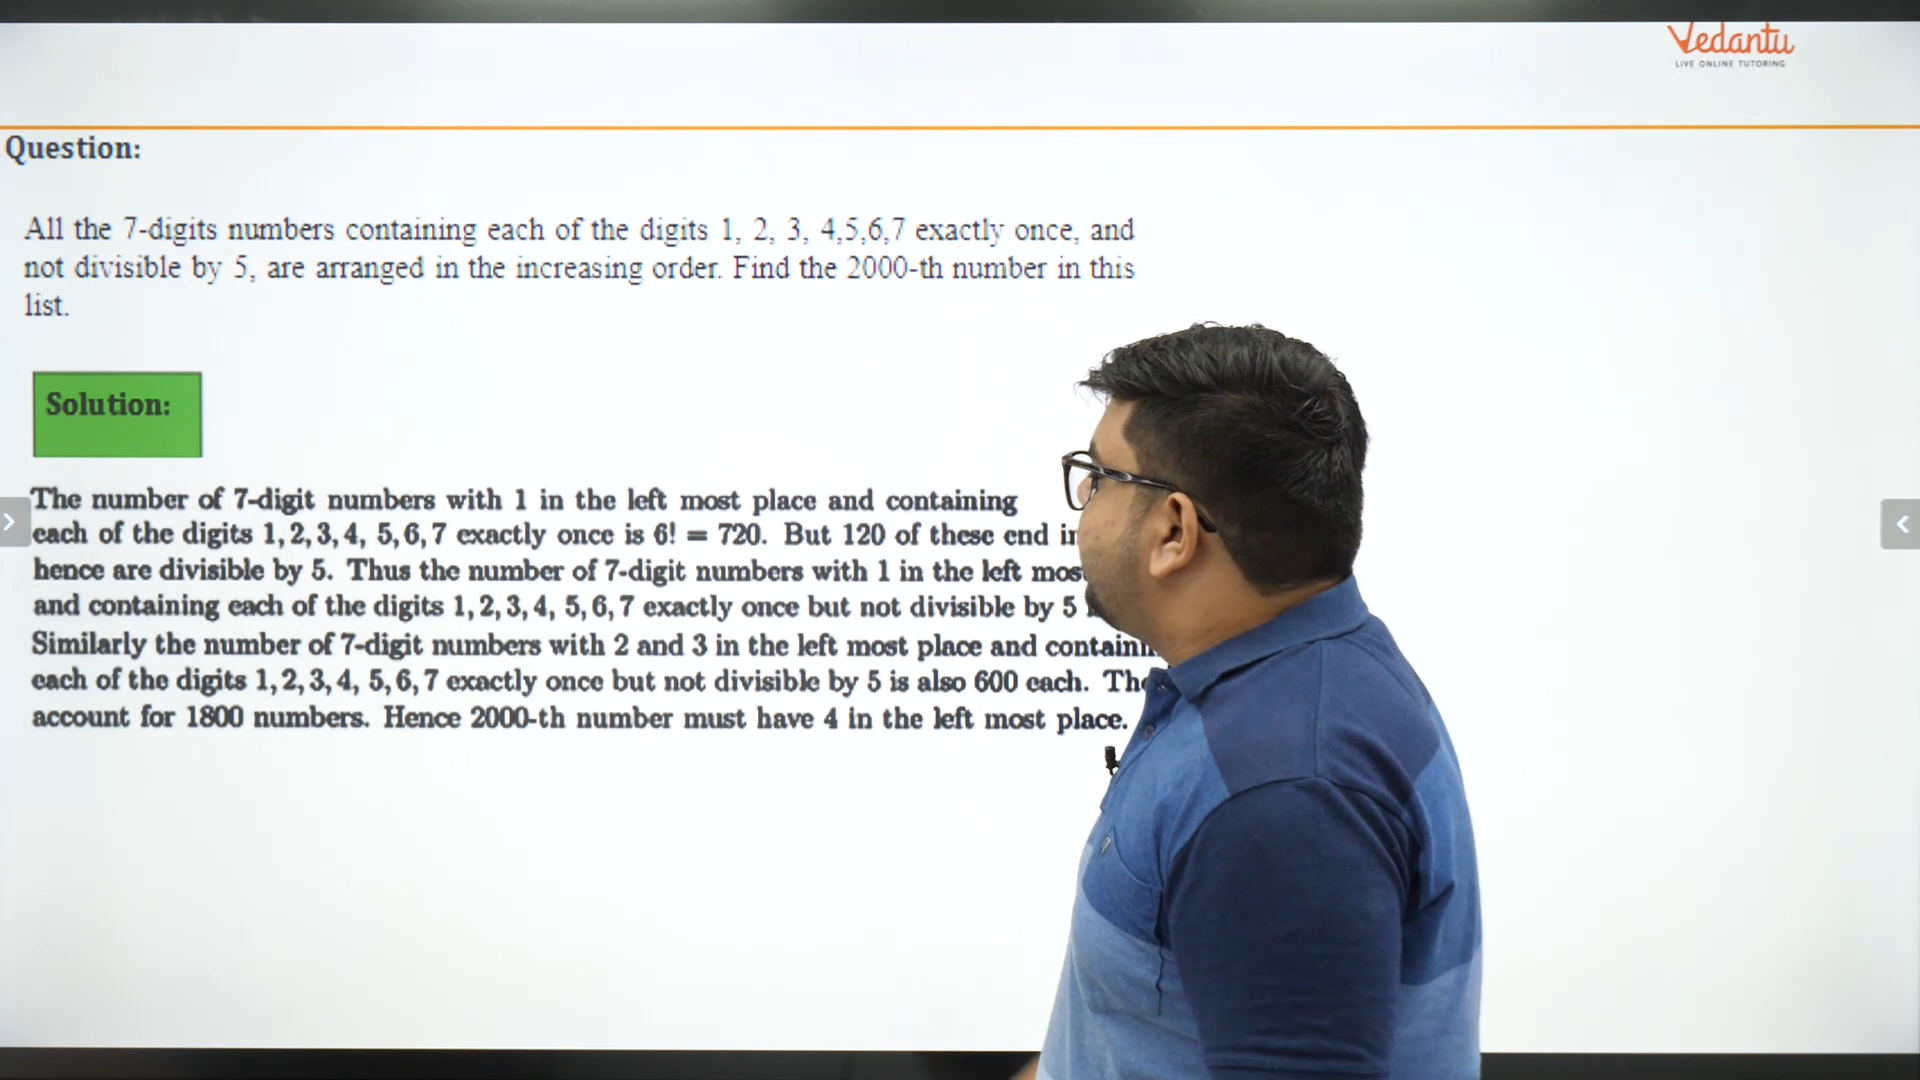 Vedantu
LIVE ONLINE TUTORING
Question:
All the 7-digits numbers containing each of the digits 1, 2, 3, 4,5,6,7 exactly once, and
not divisible by 5, are arranged in the increasing order. Find the 2000-th number in this
list.
Solution:
The number of 7-digit numbers with 1 in the left most place and containing
each of the digits 1, 2, 3, 4, 5, 6, 7 exactly once is 6! = 720. But 120 of these end
hence are divisible by 5. Thus the number of 7-digit numbers with 1 in the left
and containing each of the digits 1, 2, 3, 4, 5, 6, 7 exactly once but not divisible by 5
Similarly the number of 7-digit numbers with 2 and 3 in the left most place and
each of the digits 1, 2, 3, 4, 5, 6, 7 exactly once but not divisible by 5 is also 600 each.
account for 1800 numbers. Hence 2000-th number must have 4 in the left most place.